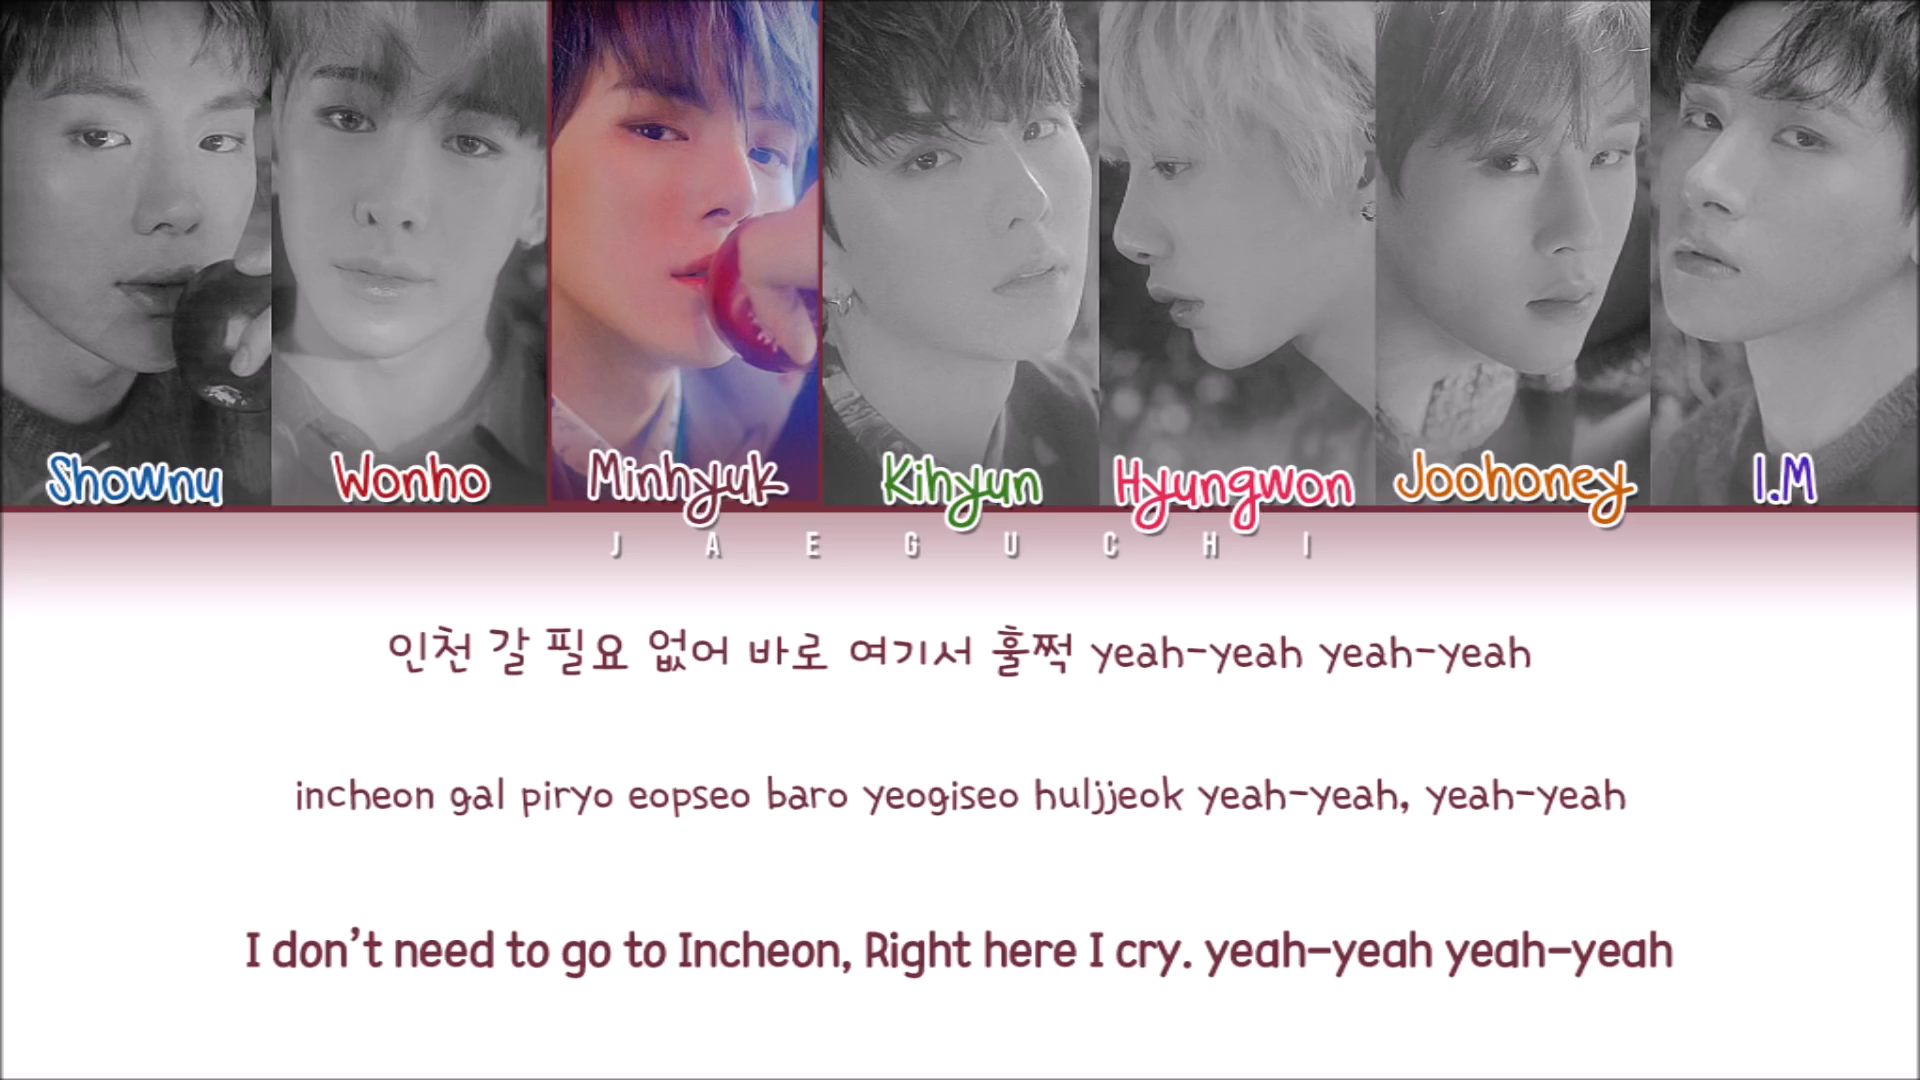 Shownu Wonho Minhyuk Kihyun Hyungwon Joohoney I.M
JAEGUCHI
인천 갈 필요 없어 바로 여기서 훌쩍 yeah-yeah yeah-yeah
incheon gal piryo eopseo baro yeogiseo huljjeok yeah-yeah, yeah-yeah
I don't need to go to Incheon, Right here I cry. yeah-yeah yeah-yeah